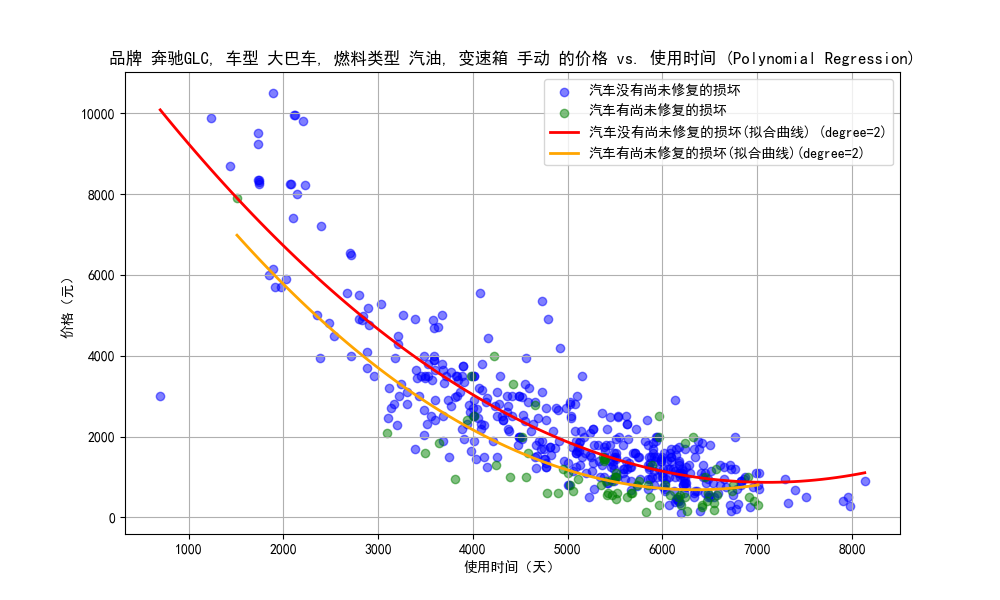 品牌 奔驰GLC, 车型 大巴车, 燃料类型 汽油, 变速箱 手动 的价格 vs. 使用时间 (Polynomial Regression)
汽车没有尚未修复的损坏
汽车有尚未修复的损坏
汽车没有尚未修复的损坏(拟合曲线) (degree=2)
汽车有尚未修复的损坏(拟合曲线)(degree=2)
价格（元）
10000
8000
6000
4000
2000
0
1000 2000 3000 4000 5000 6000 7000 8000
使用时间（天）